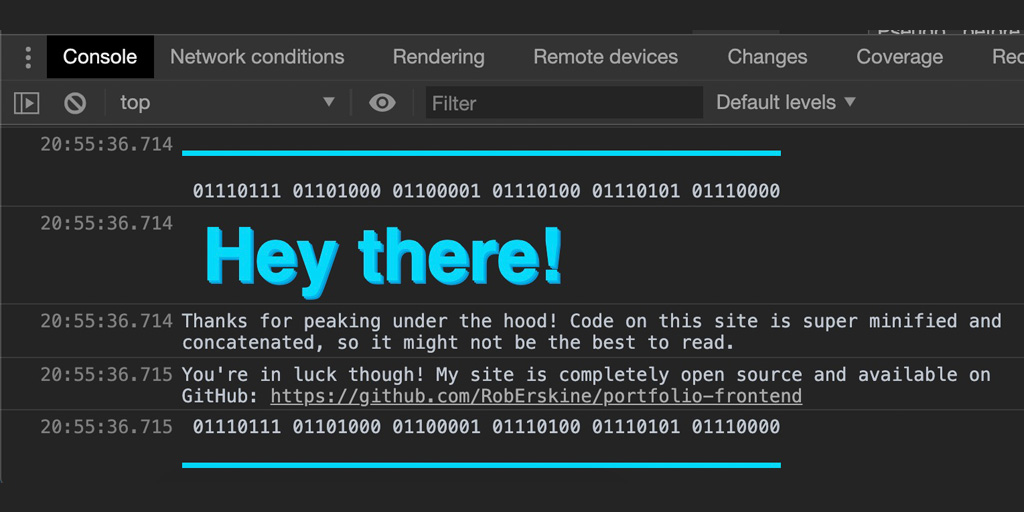 Pseudo ::before
Console Network conditions Rendering Remote devices Changes Coverage Rec
top Filter Default levels
20:55:36.714
01110111 01101000 01100001 01110100 01110101 01110000
20:55:36.714 Hey there!
20:55:36.714 Thanks for peaking under the hood! Code on this site is super minified and
concatenated, so it might not be the best to read.
20:55:36.715 You're in luck though! My site is completely open source and available on
GitHub: https://github.com/RobErskine/portfolio-frontend
20:55:36.715 01110111 01101000 01100001 01110100 01110101 01110000